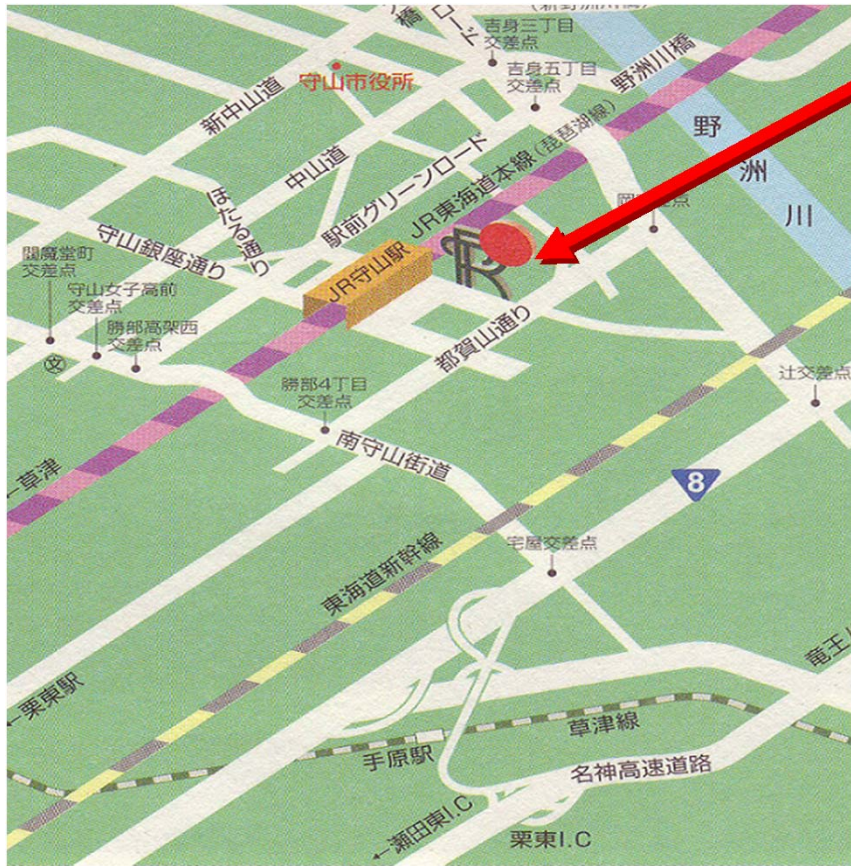 (新野洲川橋)
吉身三丁目
交差点
吉身五丁目
交差点
野洲川橋
守山市役所
新中山道
中山道
駅前グリーンロード
JR東海道本線(琵琶湖線)
野洲川
ほたる通り
守山銀座通り
閻魔堂町
交差点
守山女子高前
交差点
勝部高架西
交差点
JR守山駅
都賀山通り
辻交差点
勝部4丁目
交差点
南守山街道
←草津
8
宅屋交差点
東海道新幹線
←栗東駅
竜王
手原駅
草津線
名神高速道路
←瀬田東I.C
栗東I.C